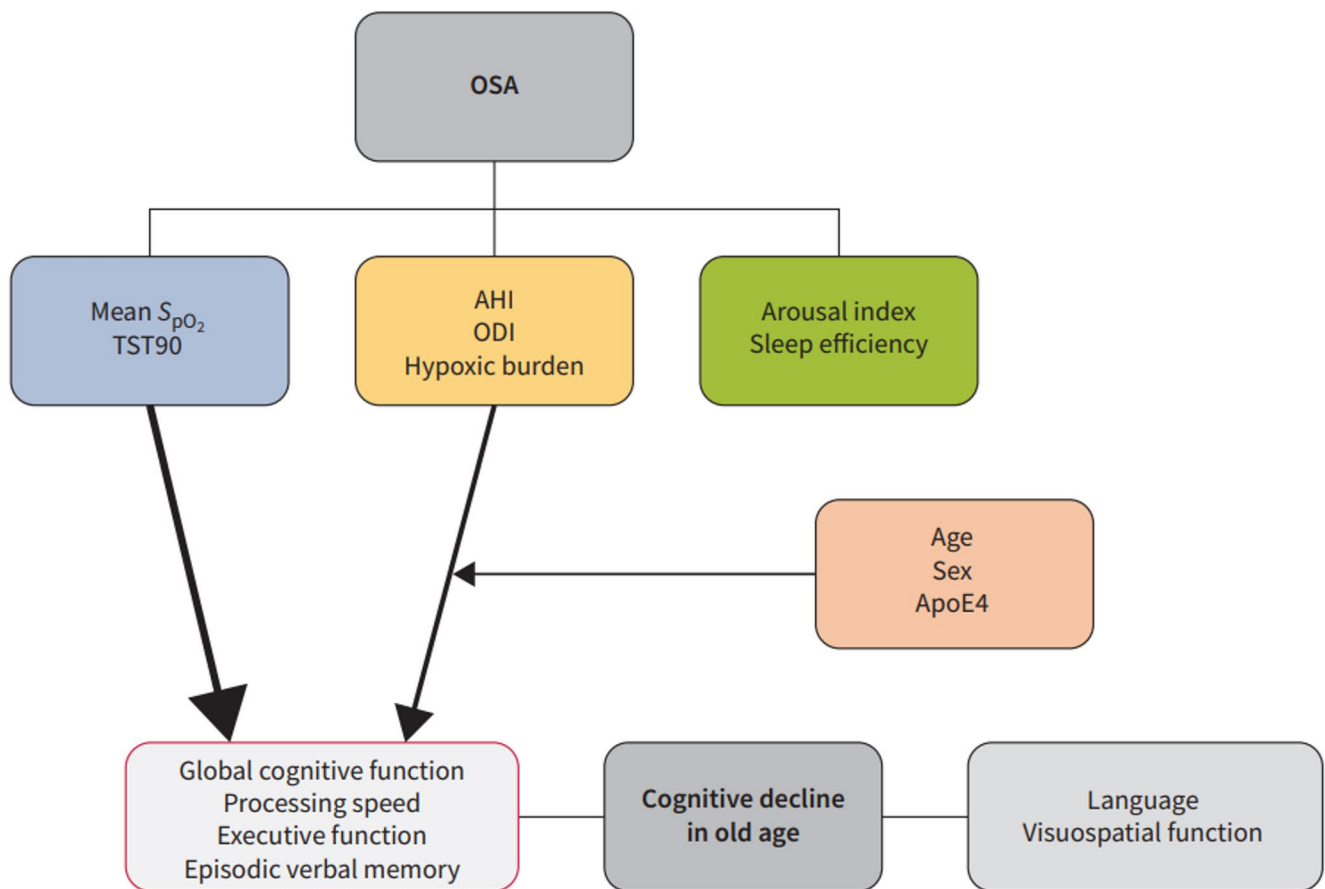 OSA
Mean SpO2
TST90
AHI
ODI
Hypoxic burden
Arousal index
Sleep efficiency
Age
Sex
ApoE4
Global cognitive function
Processing speed
Executive function
Episodic verbal memory
Cognitive decline
in old age
Language
Visuospatial function